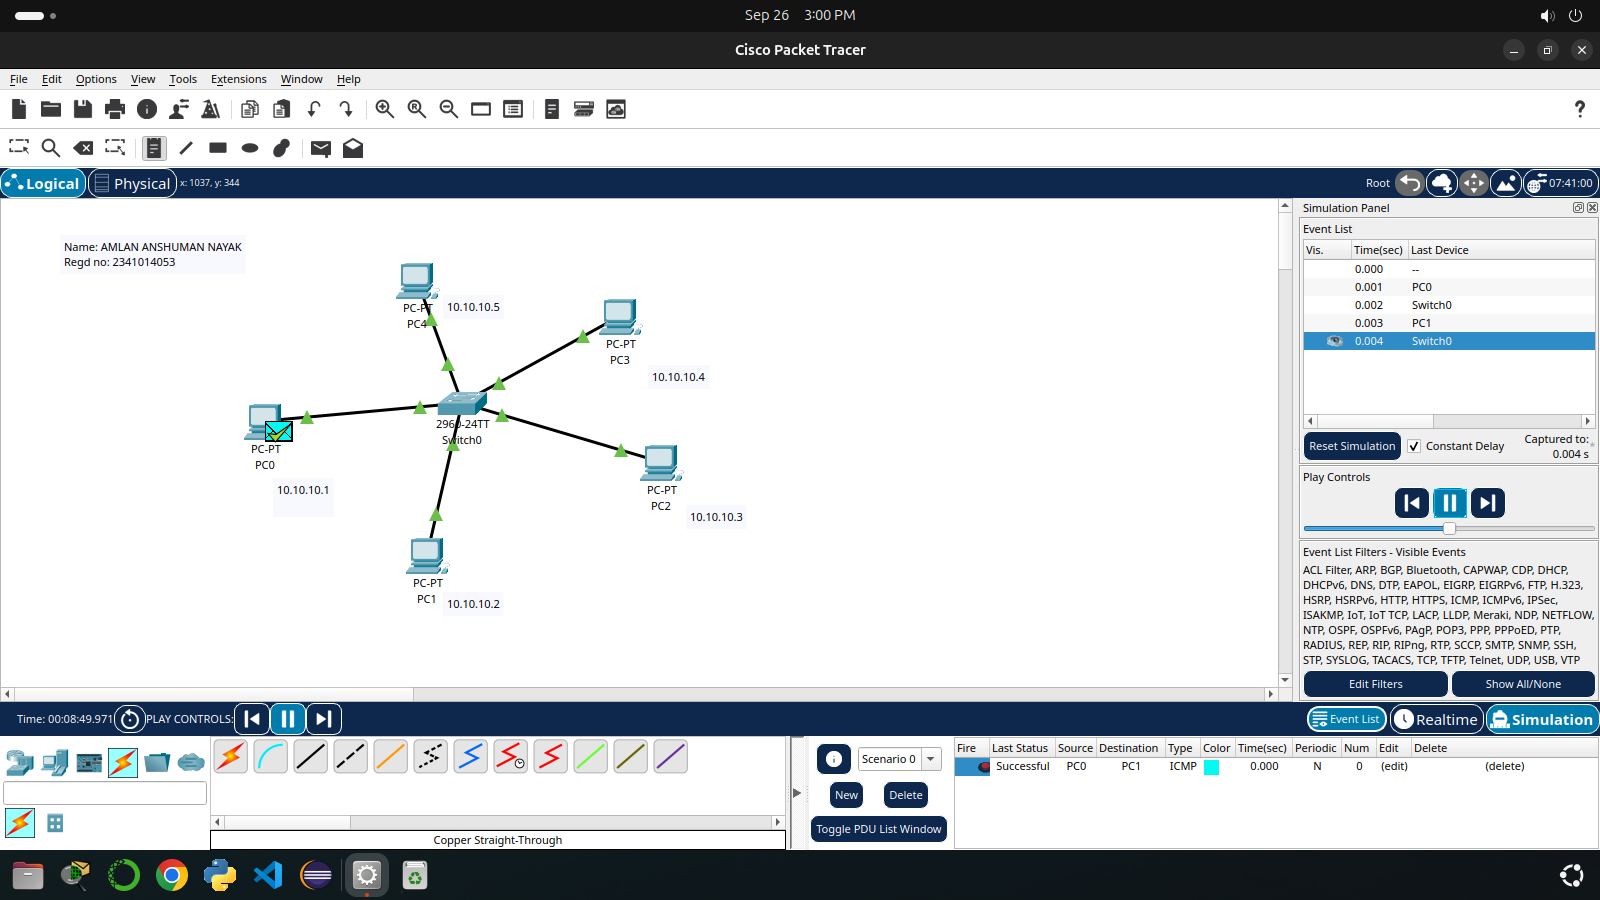 Sep 26 3:00 PM
Cisco Packet Tracer
File Edit Options View Tools Extensions Window Help
Logical Physical x: 1037, y: 344 Root 07:41:00
Name: AMLAN ANSHUMAN NAYAK
Regd no: 2341014053
PC-PT
PC4
10.10.10.5
PC-PT
PC3
10.10.10.4
2960-24TT
Switch0
PC-PT
PC0
10.10.10.1
PC-PT
PC2
10.10.10.3
PC-PT
PC1
10.10.10.2
Simulation Panel
Event List
Vis. Time(sec) Last Device
0.000 --
0.001 PC0
0.002 Switch0
0.003 PC1
0.004 Switch0
Reset Simulation Constant Delay Captured to:
0.004 s
Play Controls
Event List Filters - Visible Events
ACL Filter, ARP, BGP, Bluetooth, CAPWAP, CDP, DHCP,
DHCPv6, DNS, DTP, EAPOL, EIGRP, EIGRPv6, FTP, H.323,
HSRP, HSRPv6, HTTP, HTTPS, ICMP, ICMPv6, IPSec,
ISAKMP, IoT, IoT TCP, LACP, LLDP, Meraki, NDP, NETFLOW,
NTP, OSPF, OSPFv6, PAgP, POP3, PPP, PPPoED, PTP,
RADIUS, REP, RIP, RIPng, RTP, SCCP, SMTP, SNMP, SSH,
STP, SYSLOG, TACACS, TCP, TFTP, Telnet, UDP, USB, VTP
Edit Filters Show All/None
Time: 00:08:49.971 PLAY CONTROLS: Event List Realtime Simulation
Copper Straight-Through
Scenario 0
New Delete
Toggle PDU List Window
Fire Last Status Source Destination Type Color Time(sec) Periodic Num Edit Delete
Successful PC0 PC1 ICMP 0.000 N 0 (edit) (delete)